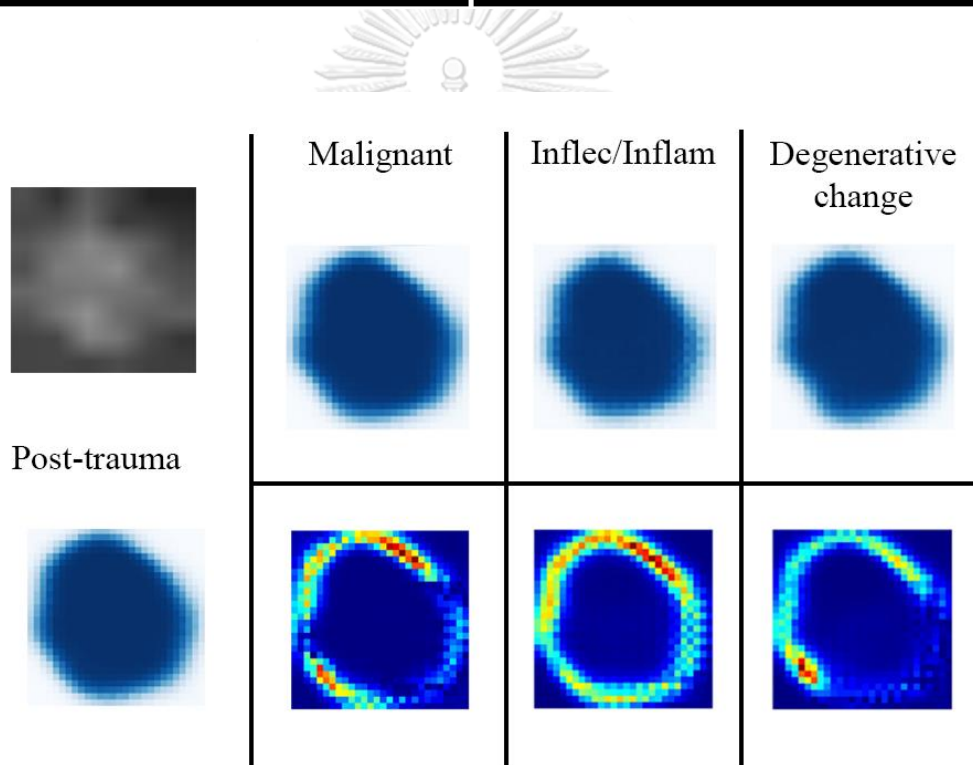 Malignant
Inflec/Inflam
Degenerative
change
Post-trauma